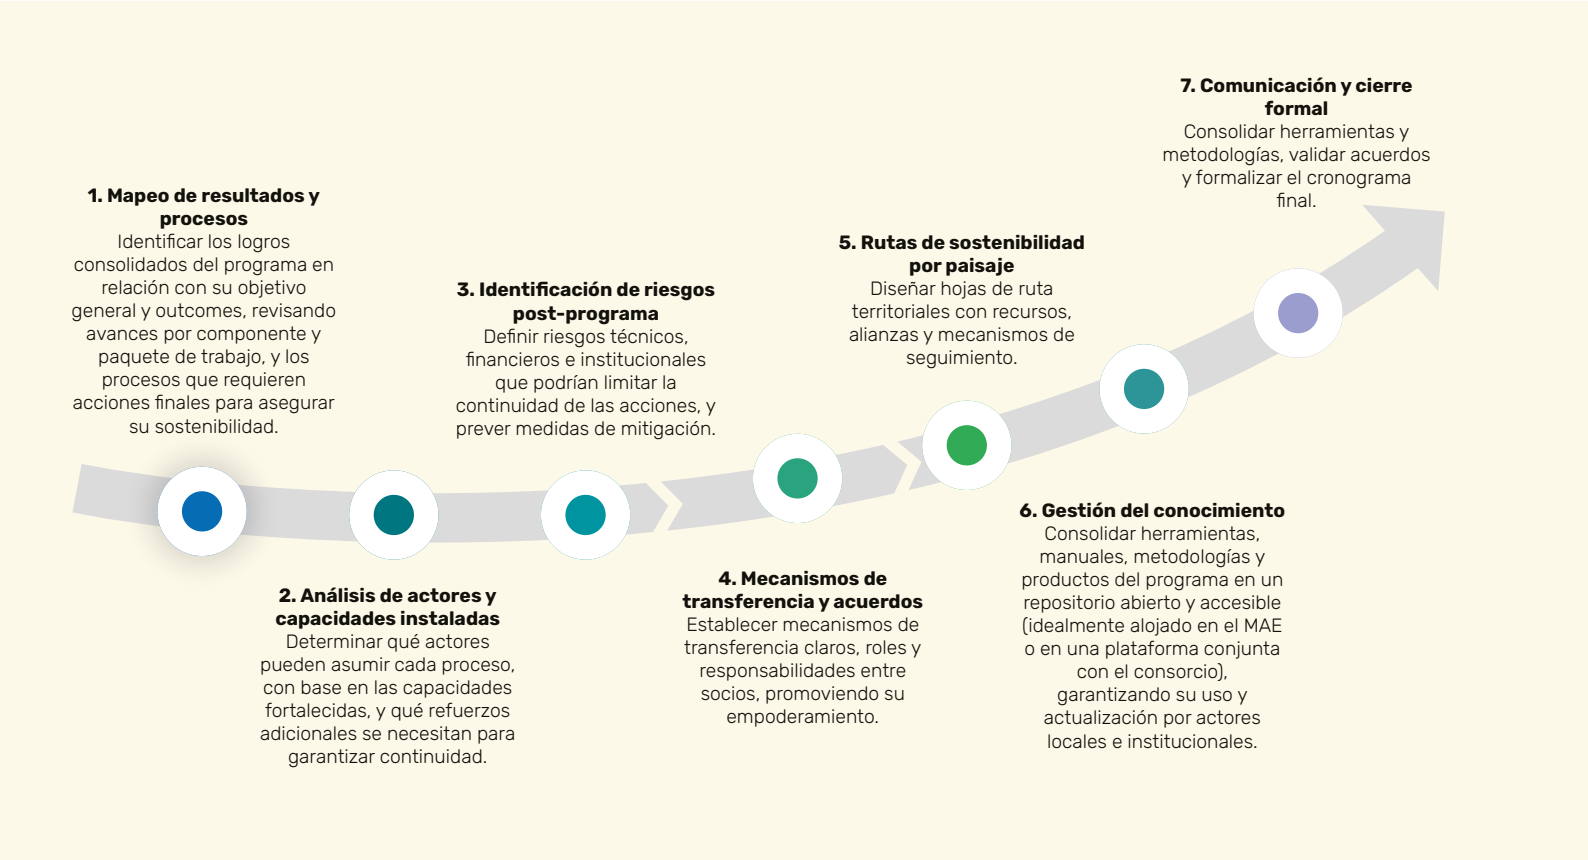 1. Mapeo de resultados y
procesos
Identificar los logros
consolidados del programa en
relación con su objetivo
general y outcomes, revisando
avances por componente y
paquete de trabajo, y los
procesos que requieren
acciones finales para asegurar
su sostenibilidad.
2. Análisis de actores y
capacidades instaladas
Determinar qué actores
pueden asumir cada proceso,
con base en las capacidades
fortalecidas, y qué refuerzos
adicionales se necesitan para
garantizar continuidad.
3. Identificación de riesgos
post-programa
Definir riesgos técnicos,
financieros e institucionales
que podrían limitar la
continuidad de las acciones, y
prever medidas de mitigación.
4. Mecanismos de
transferencia y acuerdos
Establecer mecanismos de
transferencia claros, roles y
responsabilidades entre
socios, promoviendo su
empoderamiento.
5. Rutas de sostenibilidad
por paisaje
Diseñar hojas de ruta
territoriales con recursos,
alianzas y mecanismos de
seguimiento.
6. Gestión del conocimiento
Consolidar herramientas,
manuales, metodologías y
productos del programa en un
repositorio abierto y accesible
(idealmente alojado en el MAE
o en una plataforma conjunta
con el consorcio),
garantizando su uso y
actualización por actores
locales e institucionales.
7. Comunicación y cierre
formal
Consolidar herramientas y
metodologías, validar acuerdos
y formalizar el cronograma
final.